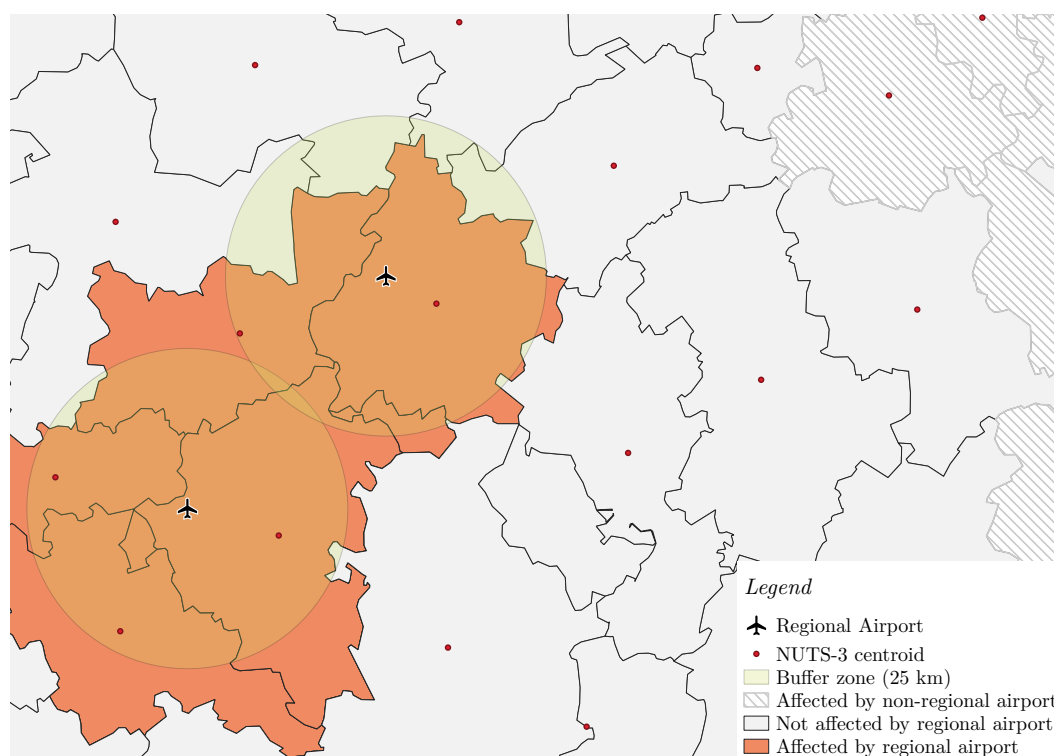 Legend
Regional Airport
NUTS-3 centroid
Buffer zone (25 km)
Affected by non-regional airport
Not affected by regional airport
Affected by regional airport